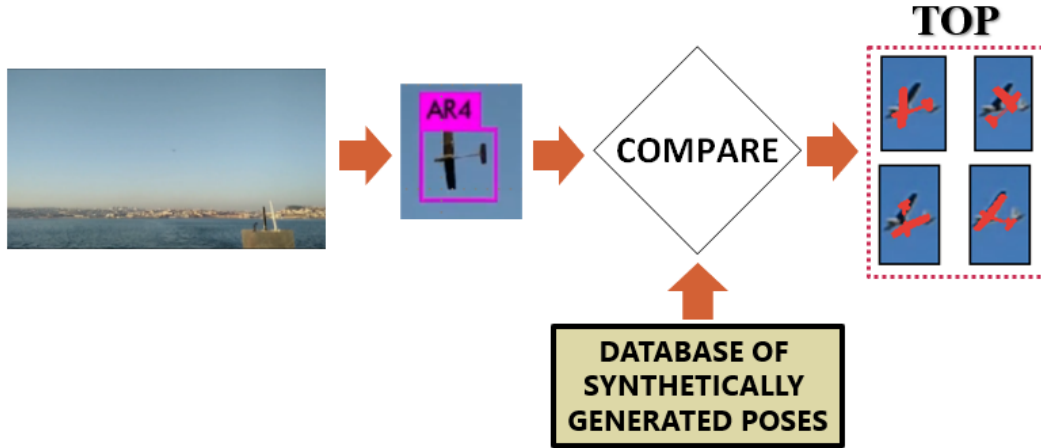 TOP
AR4
COMPARE
DATABASE OF
SYNTHETICALLY
GENERATED POSES